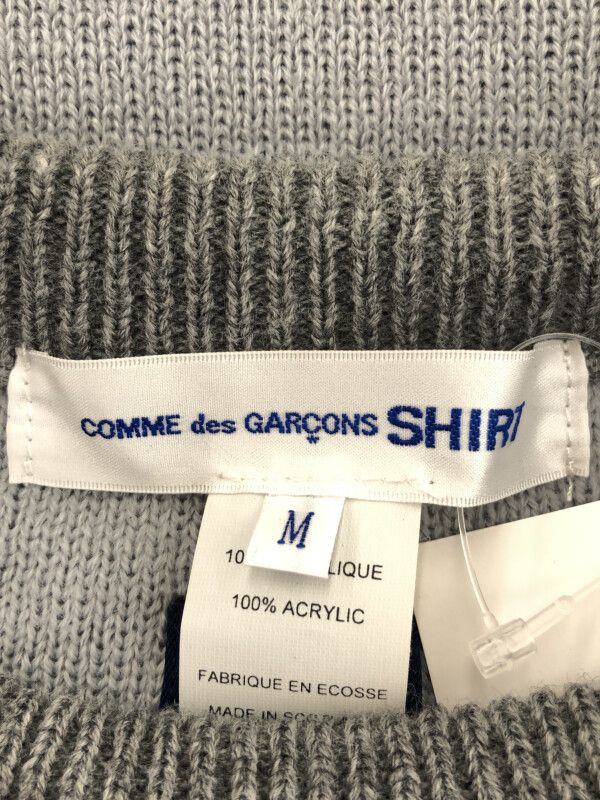 COMME des GARÇONS SHIRT
M
100% ACRYLIC
FABRIQUE EN ECOSSE
MADE IN